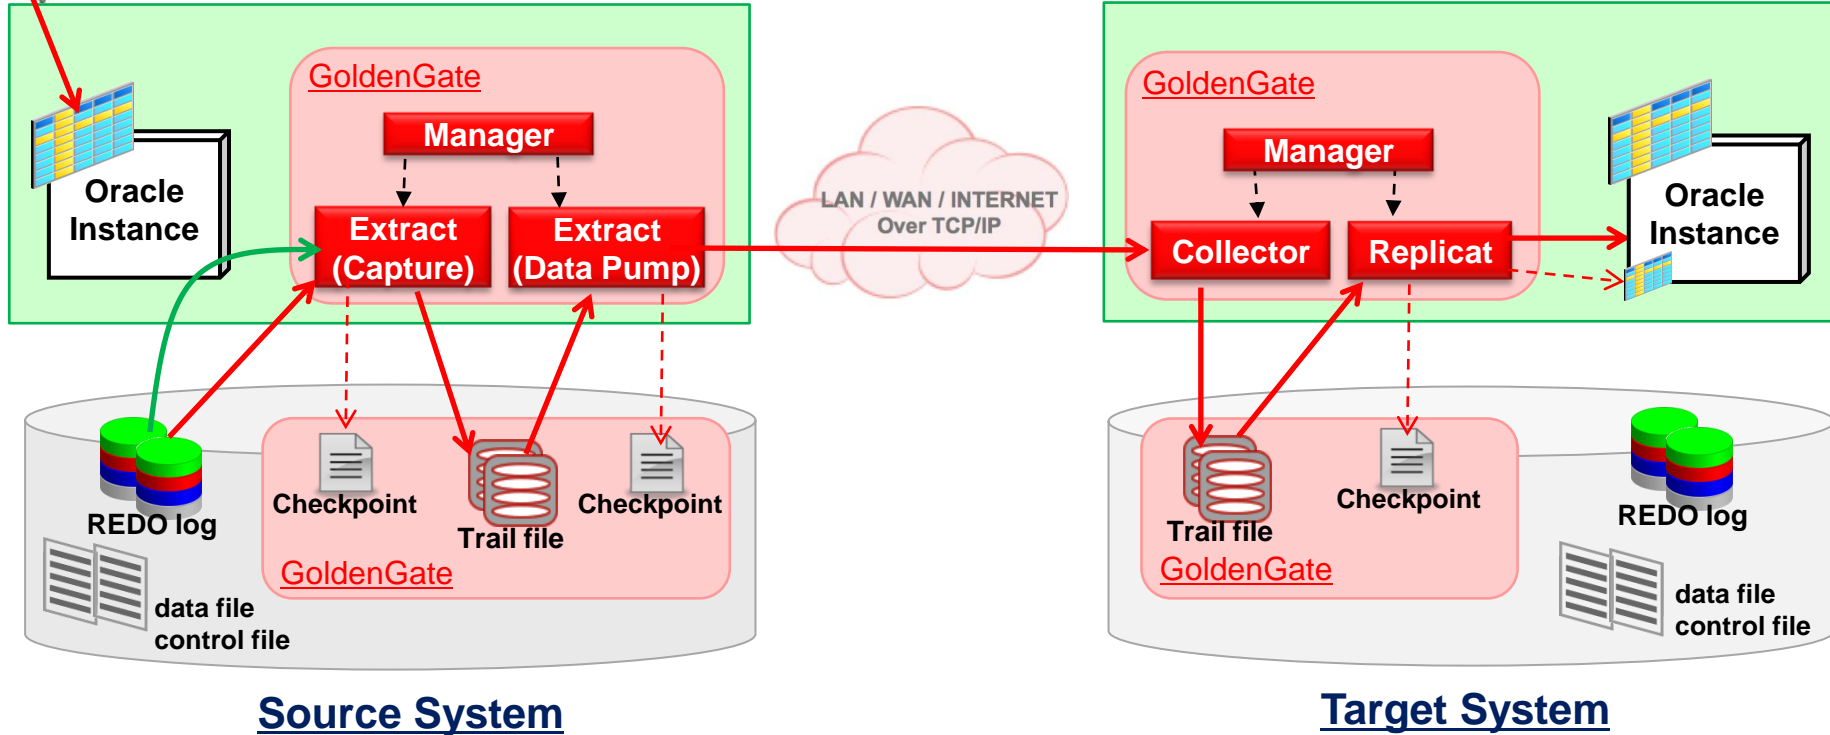 GoldenGate
Manager
Oracle
Instance
Extract
(Capture)
Extract
(Data Pump)
LAN / WAN / INTERNET
Over TCP/IP
GoldenGate
Manager
Collector
Replicat
Oracle
Instance
REDO log
Checkpoint
Trail file
Checkpoint
GoldenGate
data file
control file
Trail file
GoldenGate
Checkpoint
REDO log
data file
control file
Source System
Target System